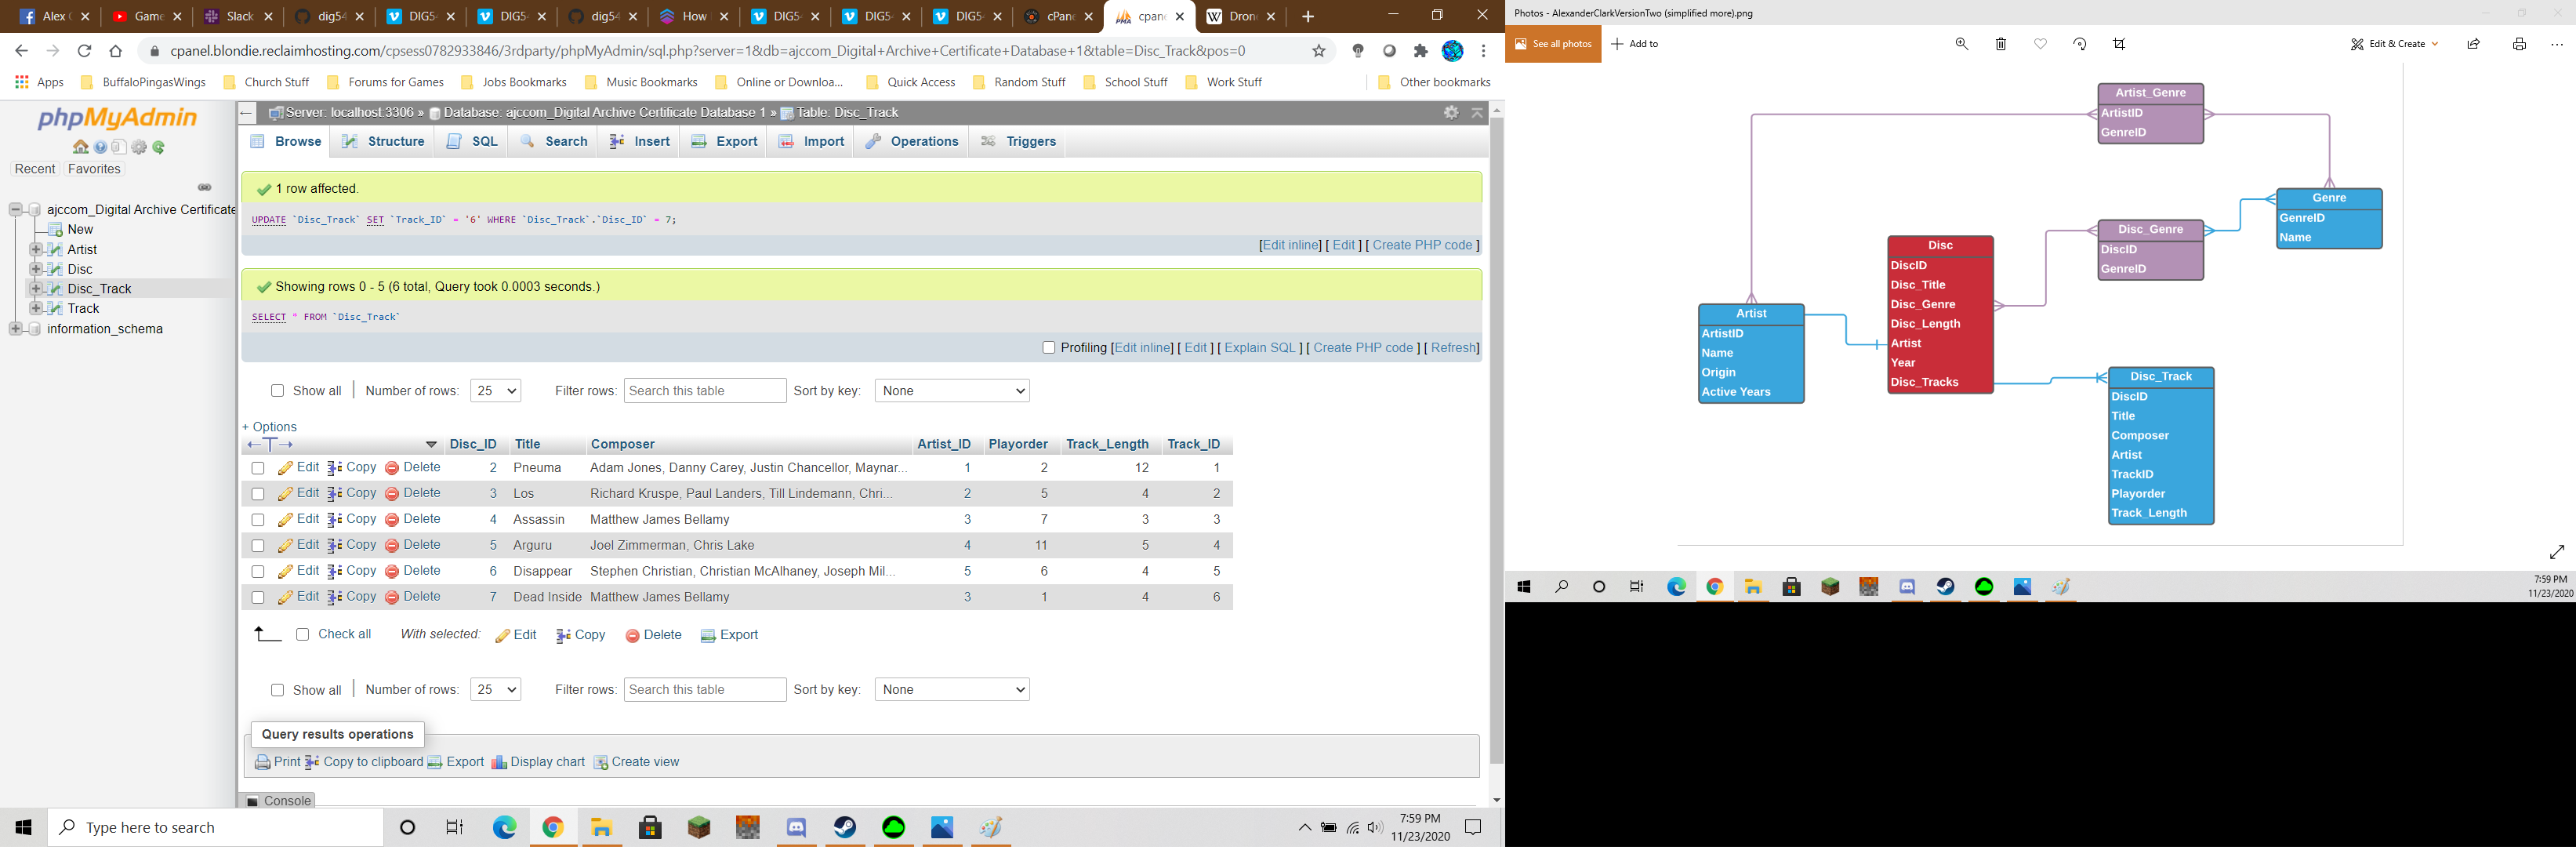 Alex C
Game
Slack
dig54
DIG54
DIG54
dig54
How
DIG54
DIG54
DIG54
cPane
cpan
Dron
cpanel.blondie.reclaimhosting.com/cpsess0782933846/3rdparty/phpMyAdmin/sql.php?server=1&db=ajccom_Digital+Archive+Certificate+Database+1&table=Disc_Track&pos=0
Apps BuffaloPingasWings Church Stuff Forums for Games Jobs Bookmarks Music Bookmarks Online or Downloa... Quick Access Random Stuff School Stuff Work Stuff Other bookmarks
phpMyAdmin
Recent Favorites
ajccom_Digital Archive Certificate
New
Artist
Disc
Disc_Track
Track
information_schema
Server: localhost:3306 » Database: ajccom_Digital Archive Certificate Database 1 » Table: Disc_Track
Browse Structure SQL Search Insert Export Import Operations Triggers
1 row affected.
UPDATE `Disc_Track` SET `Track_ID` = '6' WHERE `Disc_Track`.`Disc_ID` = 7;
[Edit inline] [ Edit ] [ Create PHP code ]
Showing rows 0 - 5 (6 total, Query took 0.0003 seconds.)
SELECT * FROM `Disc_Track`
Profiling [Edit inline] [ Edit ] [ Explain SQL ] [ Create PHP code ] [ Refresh]
Show all Number of rows: 25 Filter rows: Search this table Sort by key: None
+ Options
←T→ Disc_ID Title Composer Artist_ID Playorder Track_Length Track_ID
Edit Copy Delete 2 Pneuma Adam Jones, Danny Carey, Justin Chancellor, Maynar... 1 2 12 1
Edit Copy Delete 3 Los Richard Kruspe, Paul Landers, Till Lindemann, Chri... 2 5 4 2
Edit Copy Delete 4 Assassin Matthew James Bellamy 3 7 3 3
Edit Copy Delete 5 Arguru Joel Zimmerman, Chris Lake 4 11 5 4
Edit Copy Delete 6 Disappear Stephen Christian, Christian McAlhaney, Joseph Mil... 5 6 4 5
Edit Copy Delete 7 Dead Inside Matthew James Bellamy 3 1 4 6
Check all With selected: Edit Copy Delete Export
Show all Number of rows: 25 Filter rows: Search this table Sort by key: None
Query results operations
Print Copy to clipboard Export Display chart Create view
Console
Type here to search
7:59 PM
11/23/2020
Photos - AlexanderClarkVersionTwo (simplified more).png
See all photos Add to Edit & Create
Artist_Genre
ArtistID
GenreID
Genre
GenreID
Name
Disc_Genre
DiscID
GenreID
Disc
DiscID
Disc_Title
Disc_Genre
Disc_Length
Artist
Year
Disc_Tracks
Artist
ArtistID
Name
Origin
Active Years
Disc_Track
DiscID
Title
Composer
Artist
TrackID
Playorder
Track_Length
7:59 PM
11/23/2020